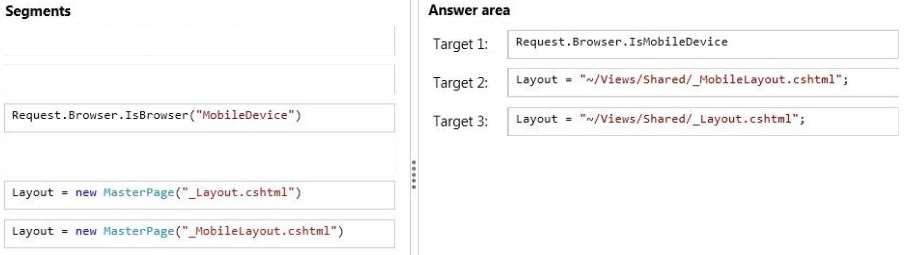 Segments
Request.Browser.IsBrowser("MobileDevice")
Layout = new MasterPage("_Layout.cshtml")
Layout = new MasterPage("_MobileLayout.cshtml")
Answer area
Target 1: Request.Browser.IsMobileDevice
Target 2: Layout = "~/Views/Shared/_MobileLayout.cshtml";
Target 3: Layout = "~/Views/Shared/_Layout.cshtml";